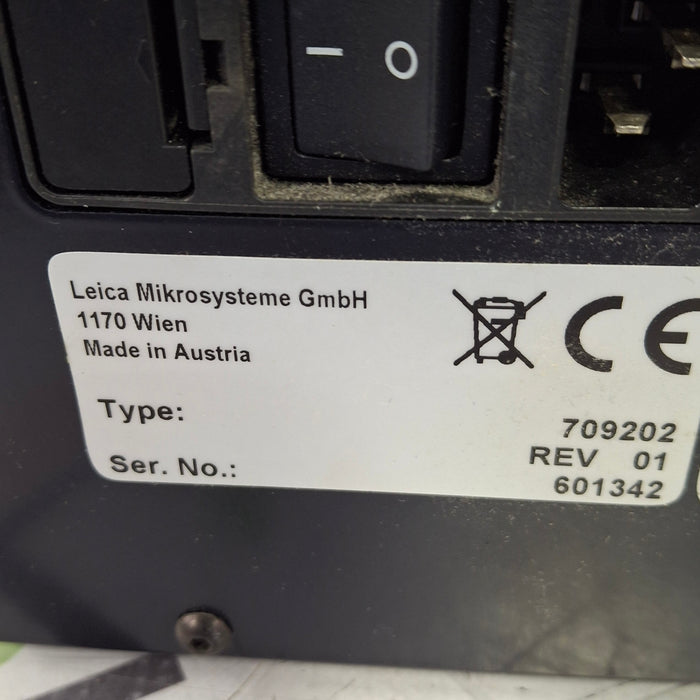 Leica Mikrosysteme GmbH
1170 Wien
Made in Austria
CE
Type: 709202
REV 01
Ser. No.: 601342